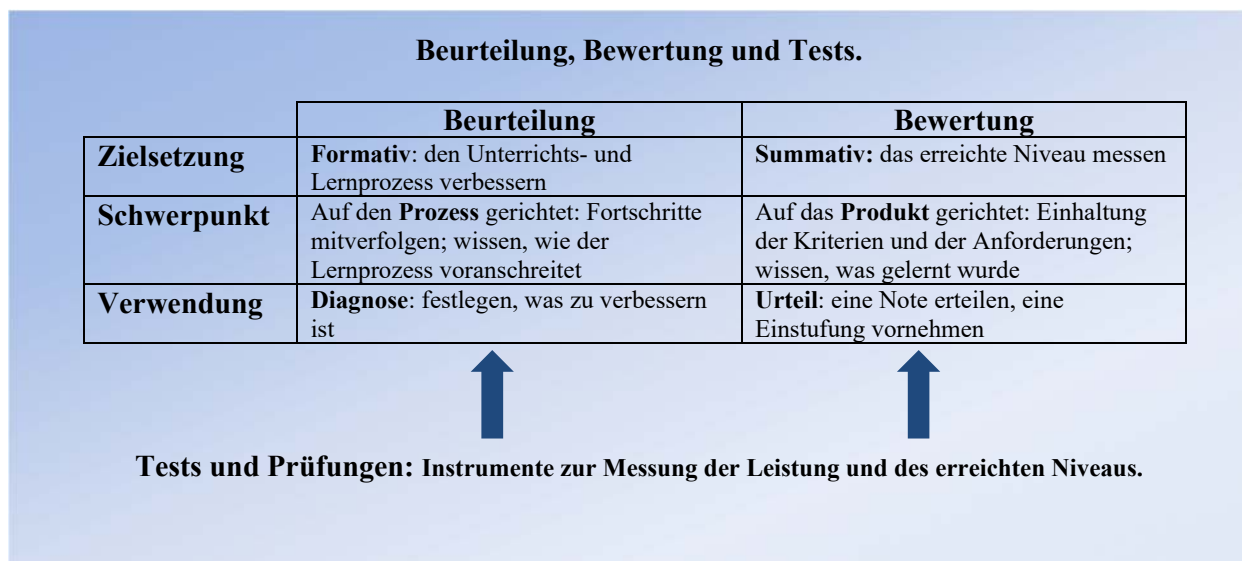 Beurteilung, Bewertung und Tests.
Beurteilung Bewertung
Zielsetzung Formativ: den Unterrichts- und Summativ: das erreichte Niveau messen
Lernprozess verbessern
Schwerpunkt Auf den Prozess gerichtet: Fortschritte Auf das Produkt gerichtet: Einhaltung
mitverfolgen; wissen, wie der der Kriterien und der Anforderungen;
Lernprozess voranschreitet wissen, was gelernt wurde
Verwendung Diagnose: festlegen, was zu verbessern Urteil: eine Note erteilen, eine
ist Einstufung vornehmen
Tests und Prüfungen: Instrumente zur Messung der Leistung und des erreichten Niveaus.